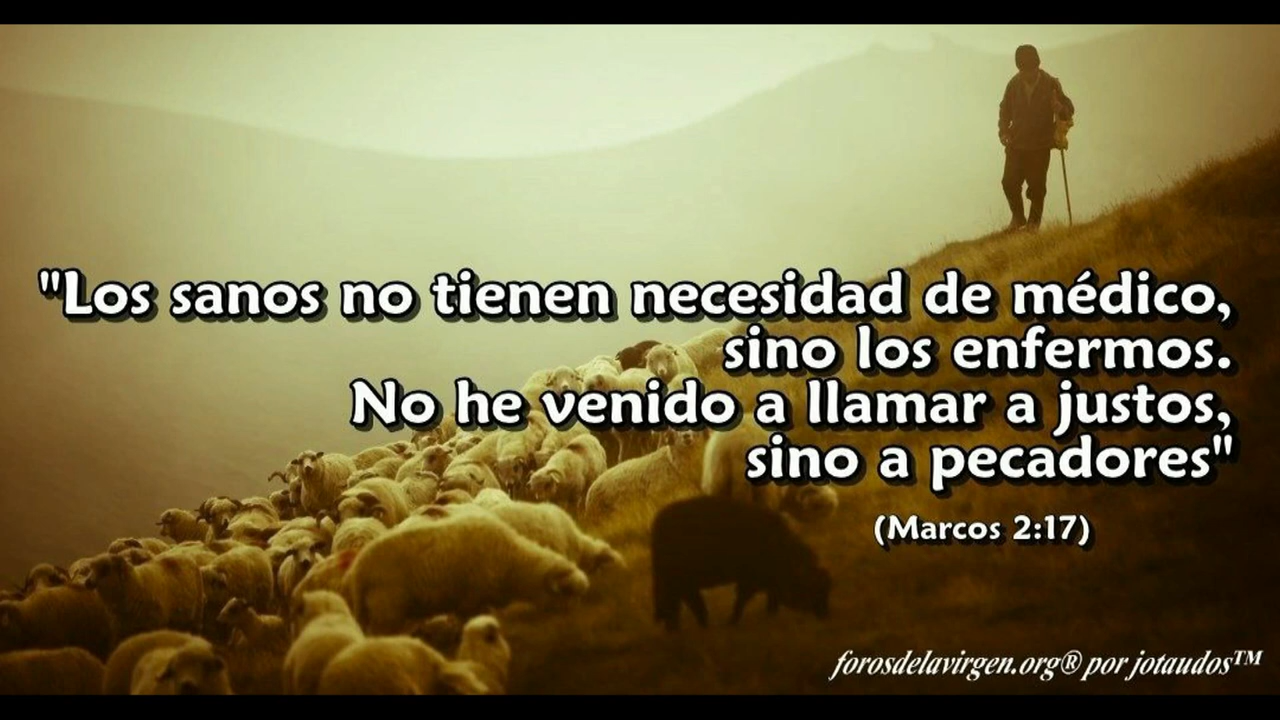 "Los sanos no tienen necesidad de médico,
sino los enfermos.
No he venido a llamar a justos,
sino a pecadores"
(Marcos 2:17)
forosdelavirgen.org® por jotaudos™